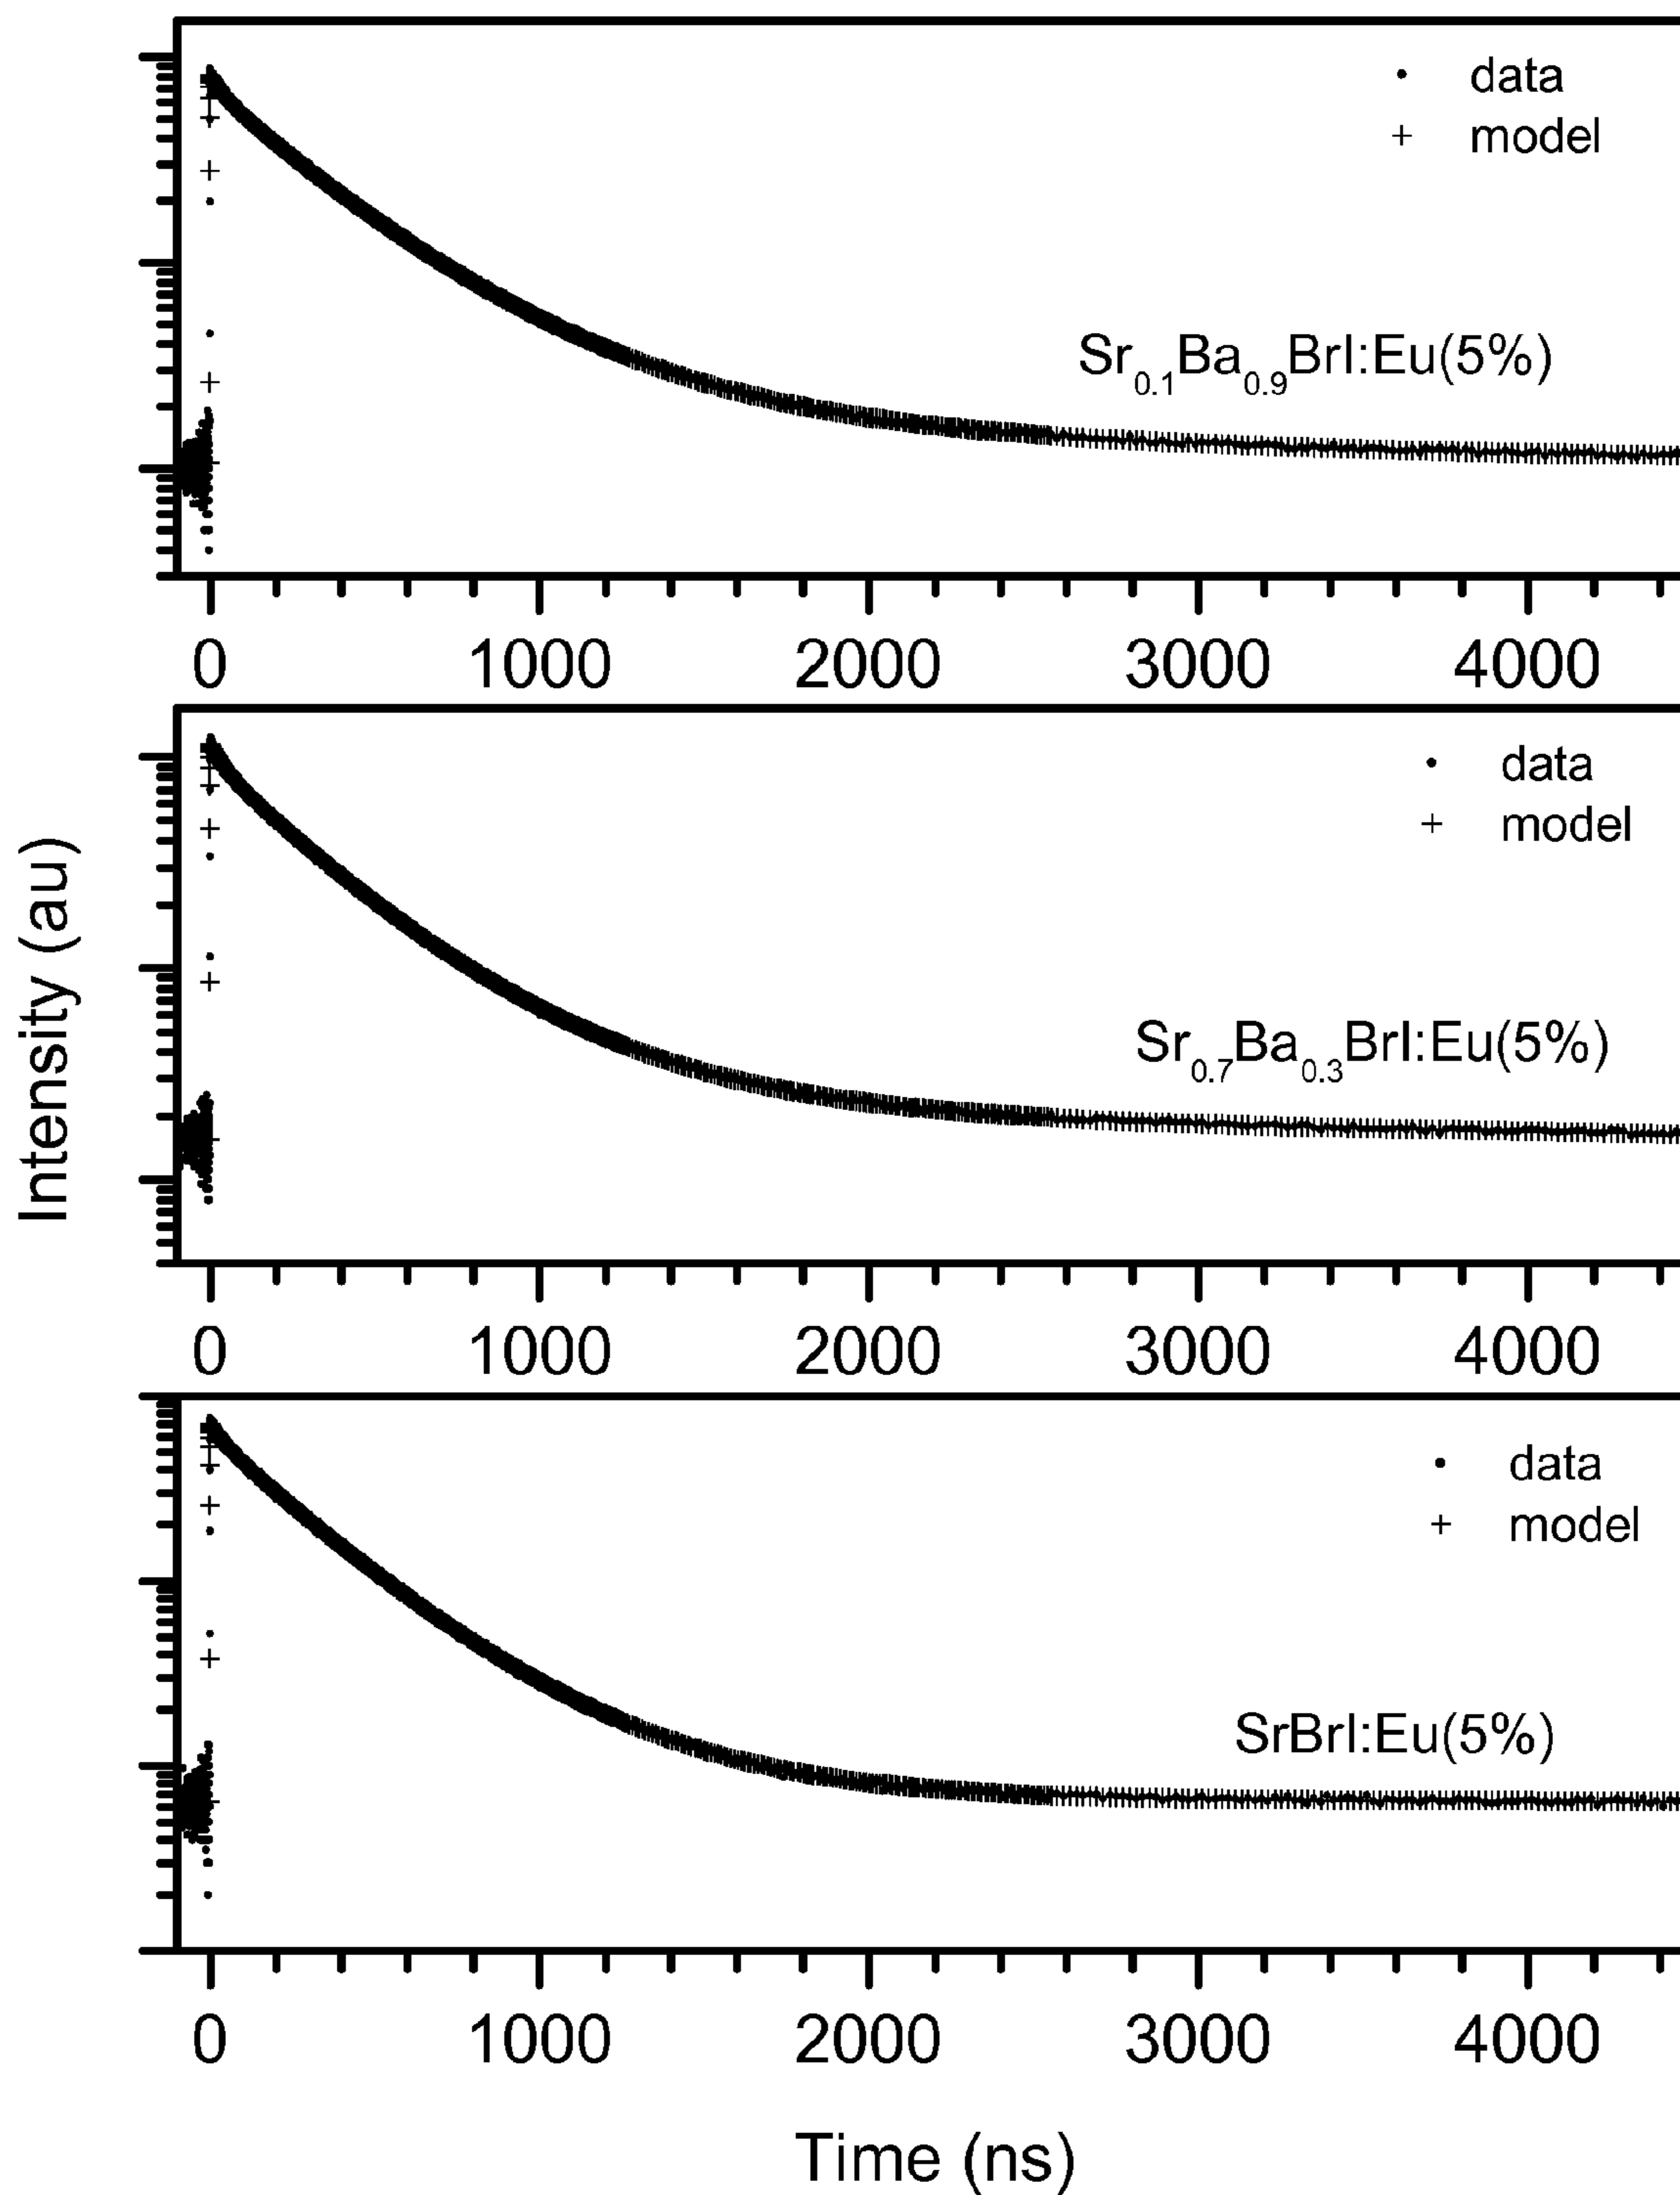 data
model
Sr0.1Ba0.9BrI:Eu(5%)
0 1000 2000 3000 4000
data
model
Sr0.7Ba0.3BrI:Eu(5%)
0 1000 2000 3000 4000
Intensity (au)
data
model
SrBrI:Eu(5%)
0 1000 2000 3000 4000
Time (ns)